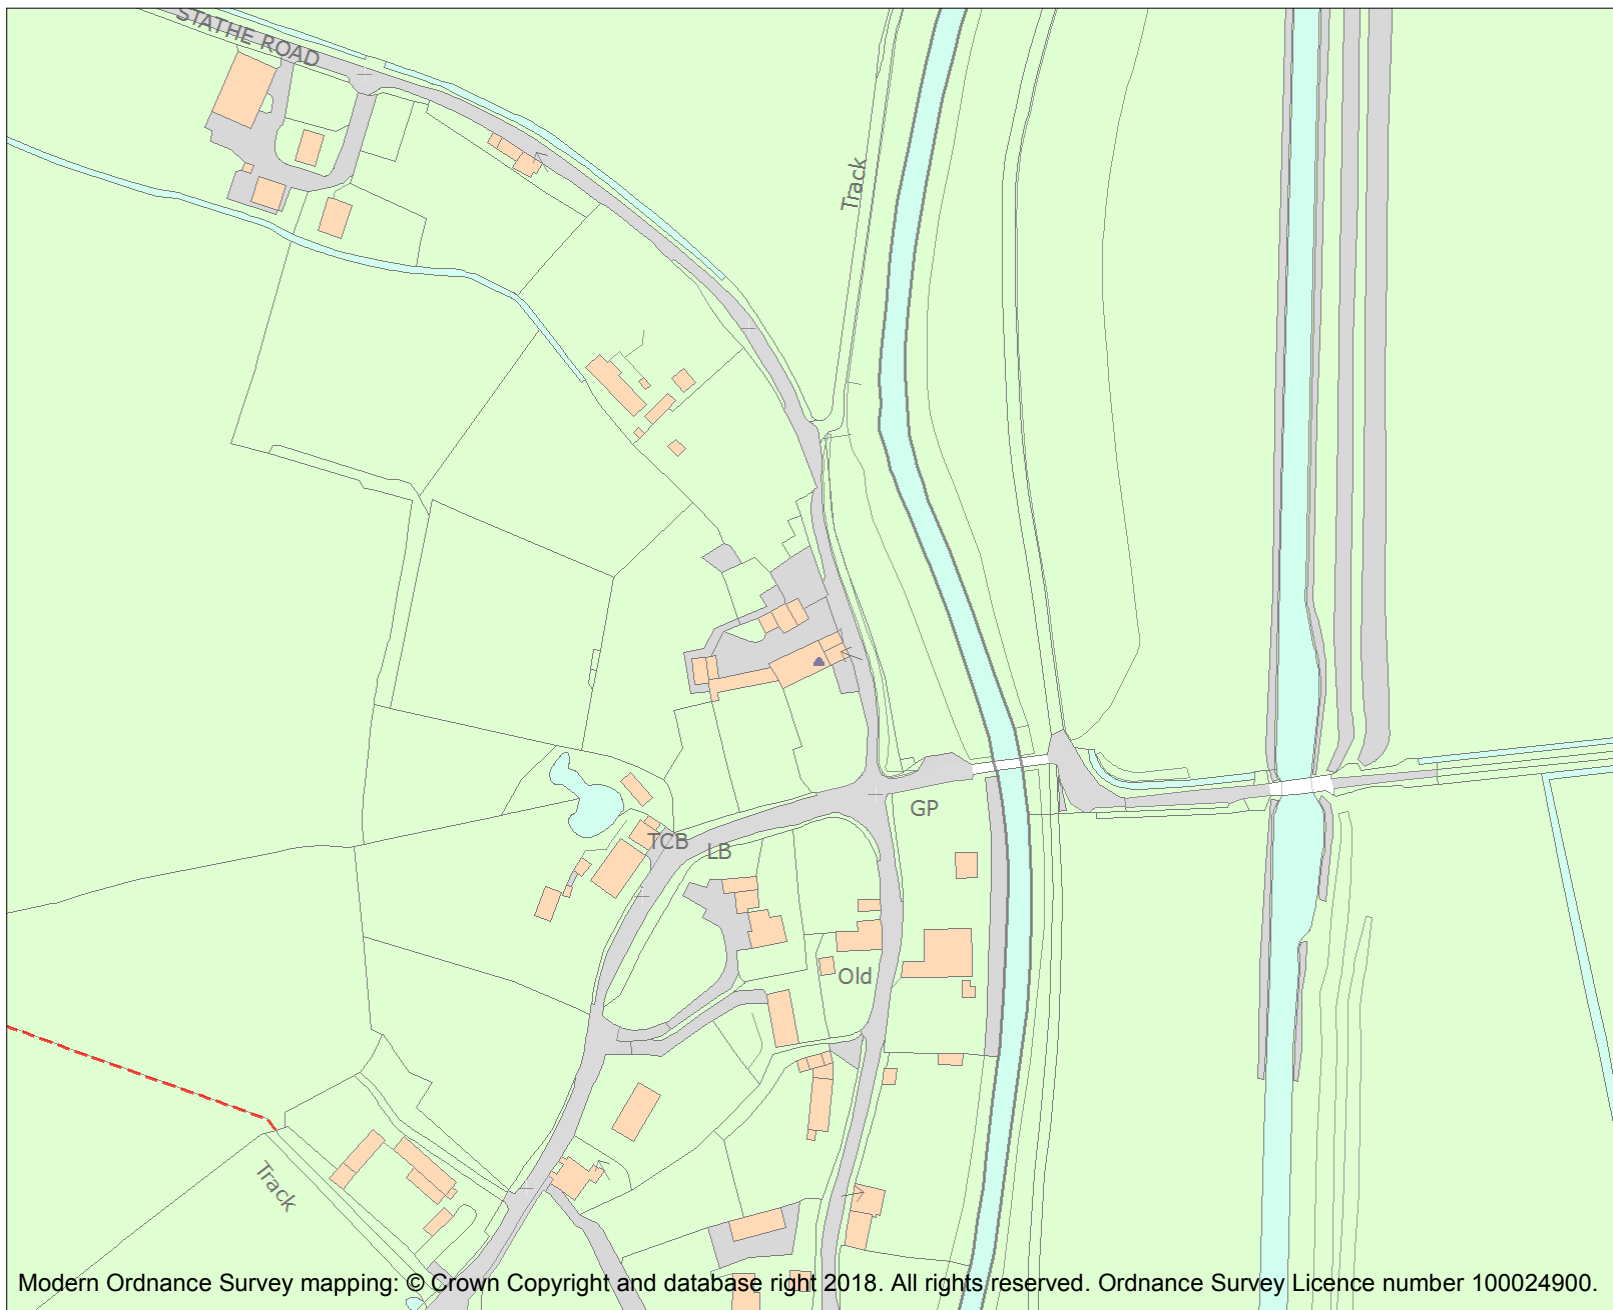 STATHE ROAD
Track
GP
TCB
LB
Old
Track
Modern Ordnance Survey mapping: © Crown Copyright and database right 2018. All rights reserved. Ordnance Survey Licence number 100024900.